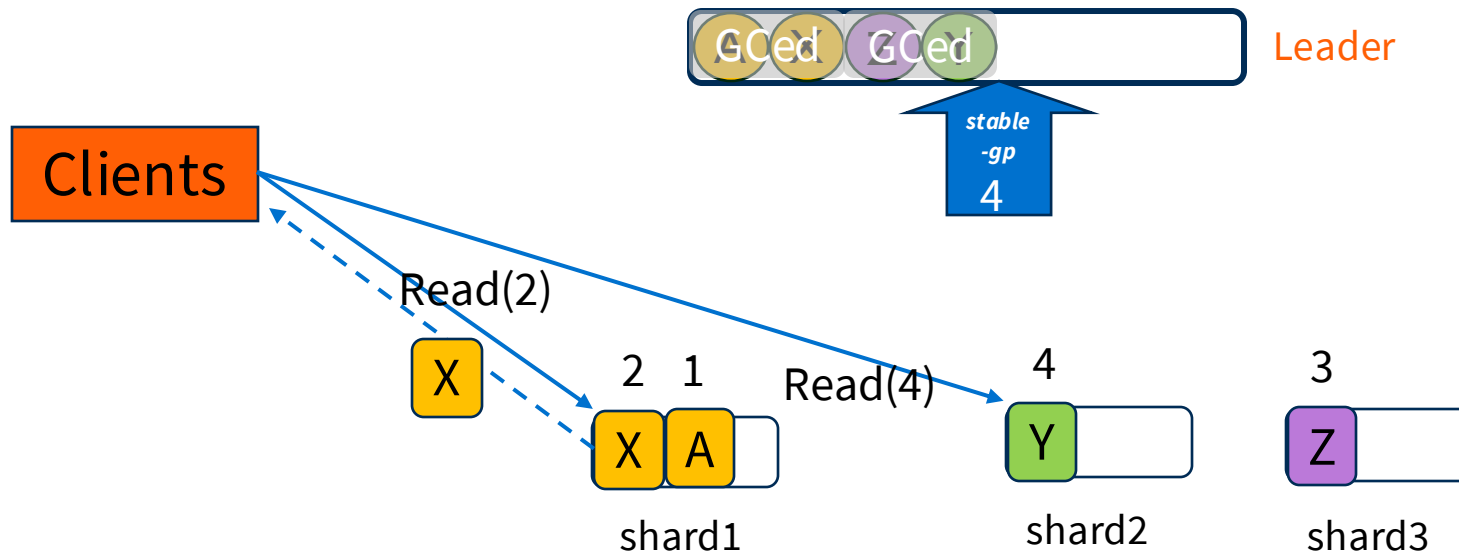 A X Z Y
GCed GCed
Leader
stable
-gp
4
Clients
Read(2)
X
2 1
Read(4)
4
3
X A
Y
Z
shard1
shard2
shard3